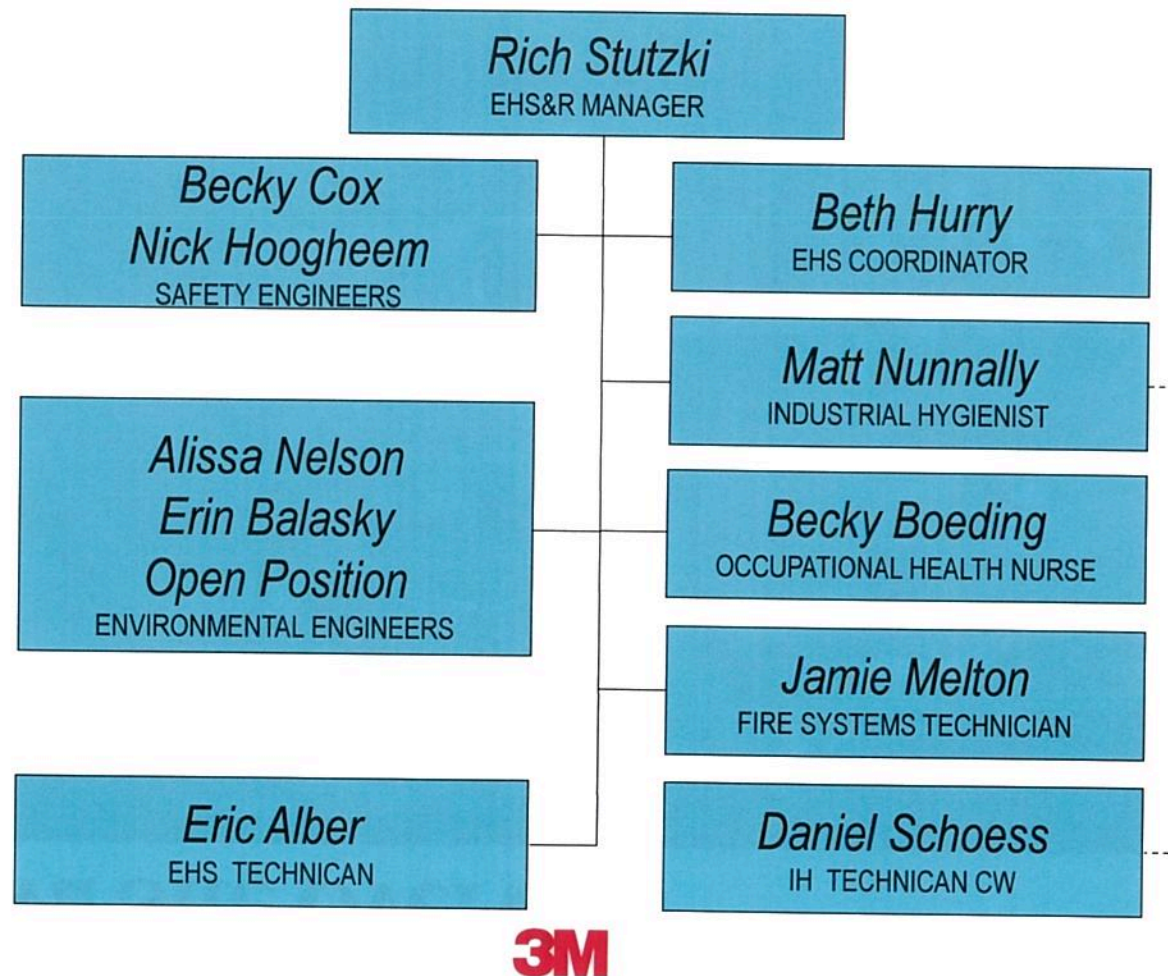 Rich Stutzki
EHS&R MANAGER
Becky Cox
Nick Hoogheem
SAFETY ENGINEERS
Beth Hurry
EHS COORDINATOR
Matt Nunnally
INDUSTRIAL HYGIENIST
Alissa Nelson
Erin Balasky
Open Position
ENVIRONMENTAL ENGINEERS
Becky Boeding
OCCUPATIONAL HEALTH NURSE
Jamie Melton
FIRE SYSTEMS TECHNICIAN
Eric Alber
EHS TECHNICAN
Daniel Schoess
IH TECHNICAN CW
3M